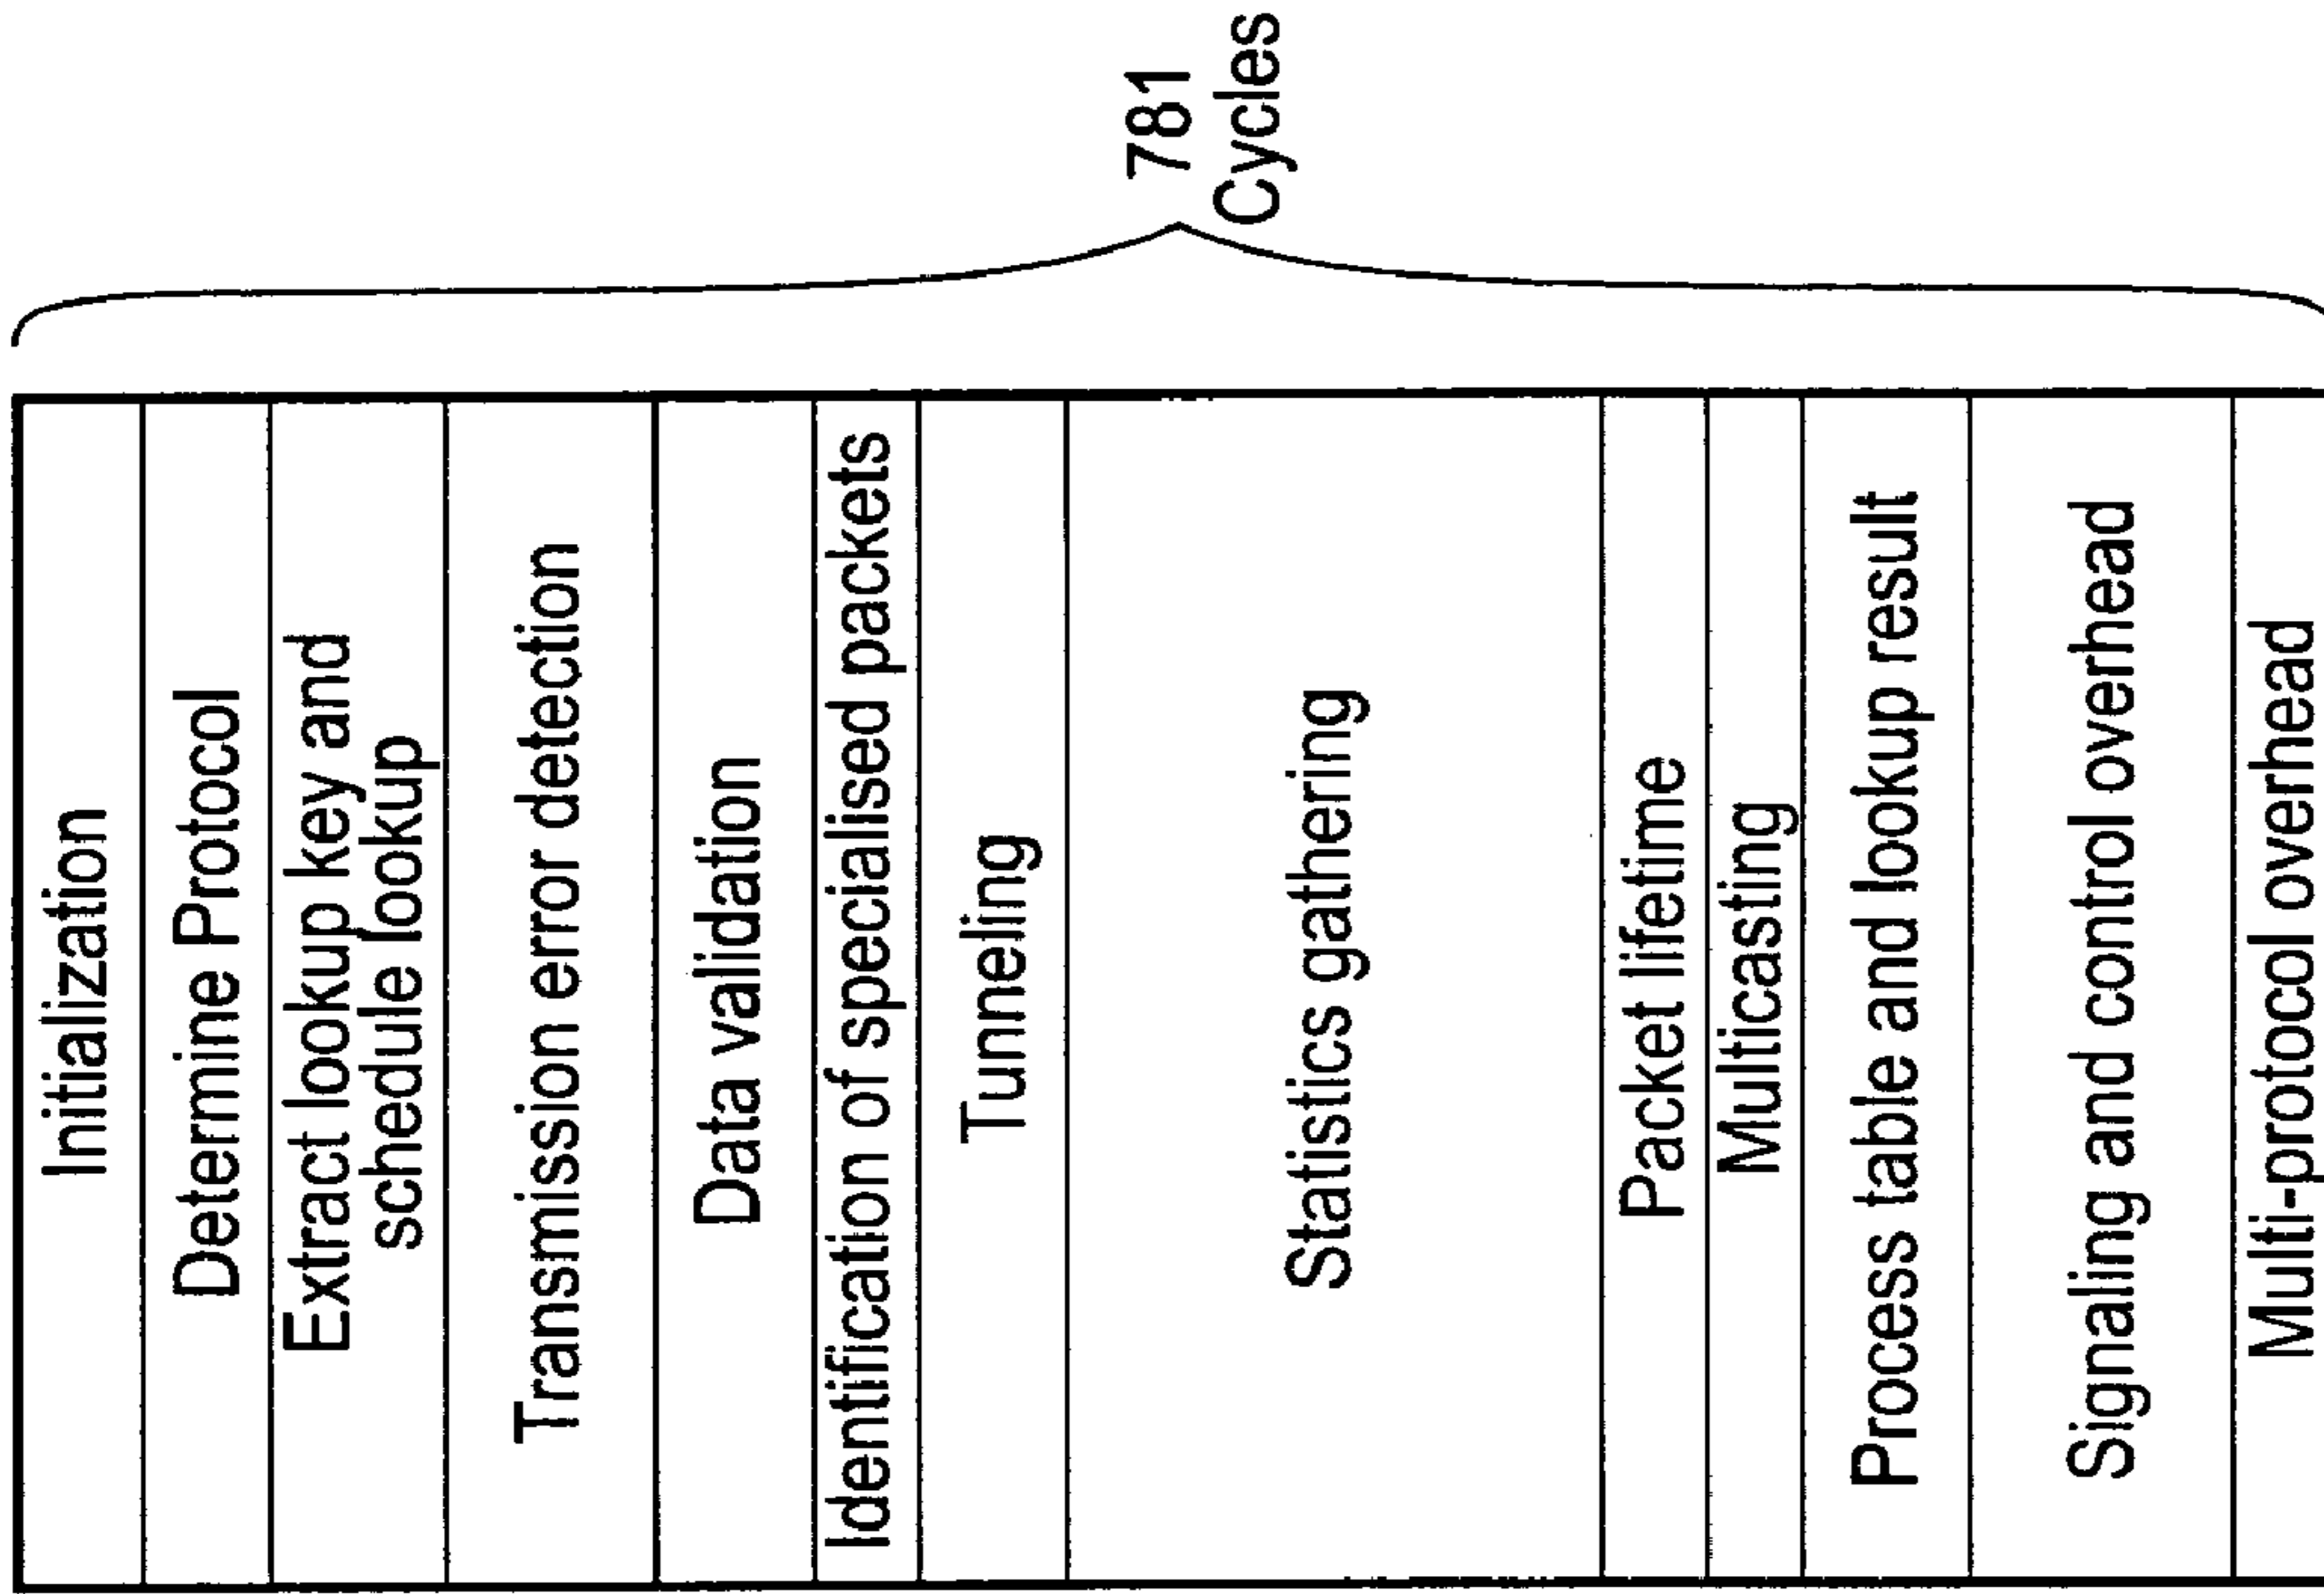 Initialization
Determine Protocol
Extract lookup key and
schedule lookup
Transmission error detection
Data validation
Identification of specialised packets
Tunneling
Statistics gathering
Packet lifetime
Multicasting
Process table and lookup result
Signaling and control overhead
Multi-protocol overhead
781
Cycles